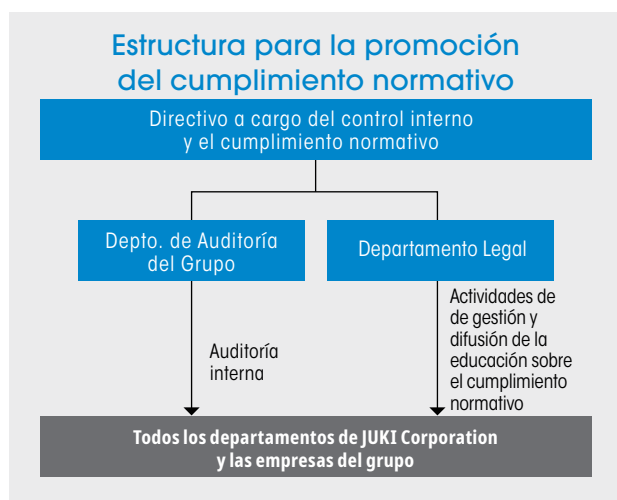 Estructura para la promoción
del cumplimiento normativo
Directivo a cargo del control interno
y el cumplimiento normativo
Depto. de Auditoría
del Grupo
Departamento Legal
Auditoría
interna
Actividades de
de gestión y
difusión de la
educación sobre
el cumplimiento
normativo
Todos los departamentos de JUKI Corporation
y las empresas del grupo